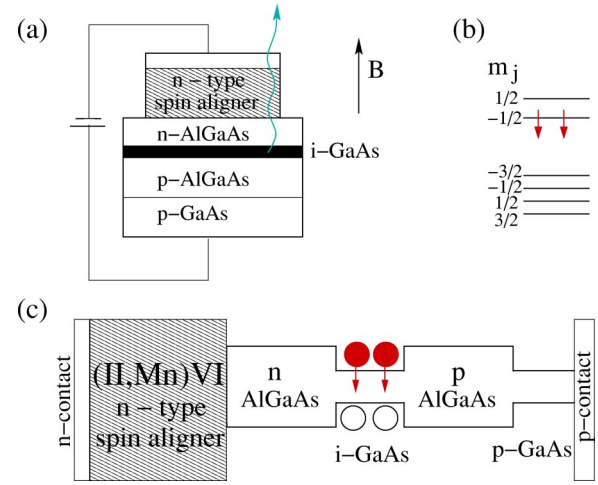 (a)
n − type
spin aligner
n−AlGaAs
p−AlGaAs
p−GaAs
i−GaAs
B
(b)
m j
1/2
−1/2
−3/2
−1/2
1/2
3/2
(c)
n−contact
(II,Mn)VI
n − type
spin aligner
n
AlGaAs
i−GaAs
p
AlGaAs
p−GaAs
p−contact